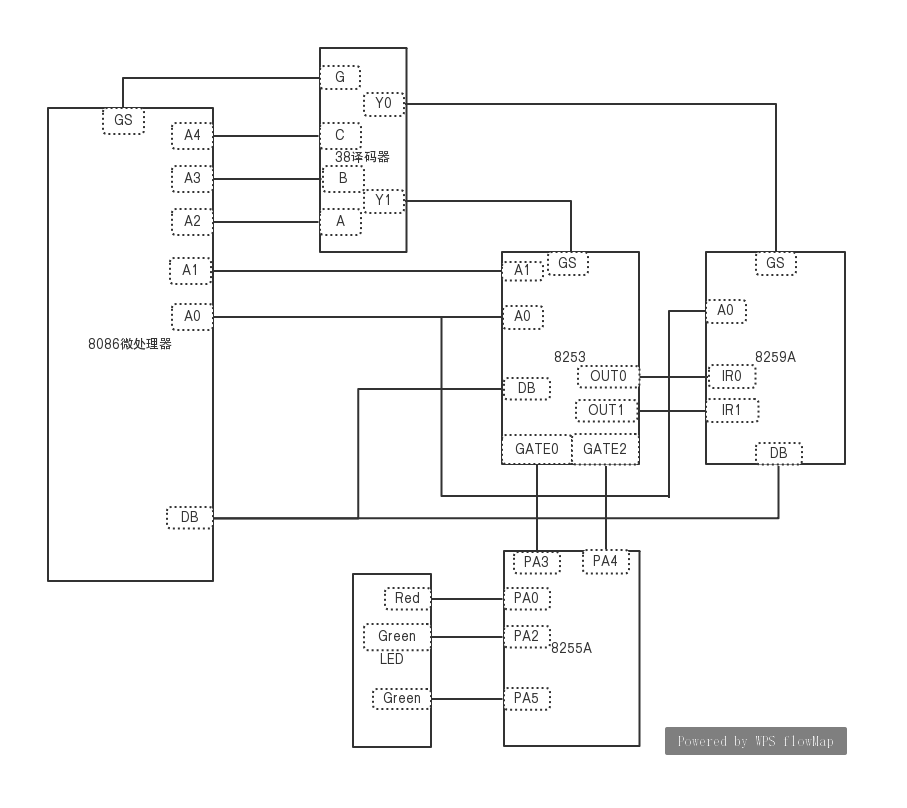 G
Y0
GS
A4
C
38译码器
A3
B
Y1
A2
A
A1
A1
GS
GS
A0
A0
A0
8086微处理器
8253
8259A
OUT0
IR0
DB
OUT1
IR1
GATE0
GATE2
DB
DB
PA3
PA4
Red
PA0
Green
PA2
8255A
LED
Green
PA5
Powered by WPS flowMap